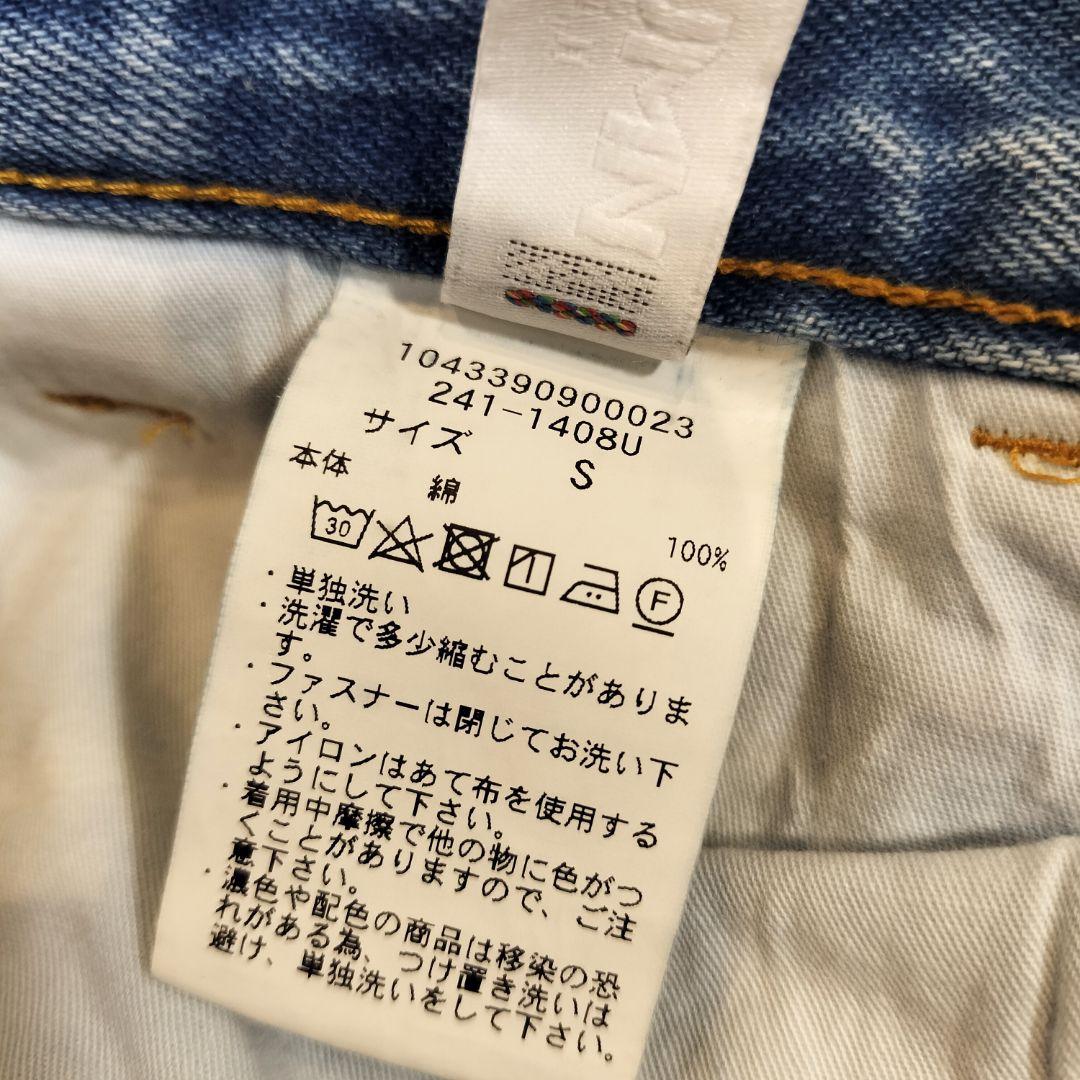 1043390900023
241-1408U
サイズ S
本体 綿 100%
30 F
・単独洗い
・洗濯で多少縮むことがありま
す。
・ファスナーは閉じてお洗い下
さい。
・アイロンはあて布を使用する
ようにして下さい。
・着用中摩擦で他の物に色がつ
くことがありますので、ご注
意下さい。
・濃色や配色の商品は移染の恐
れがある為、つけ置き洗いは
避け、単独洗いをして下さい。